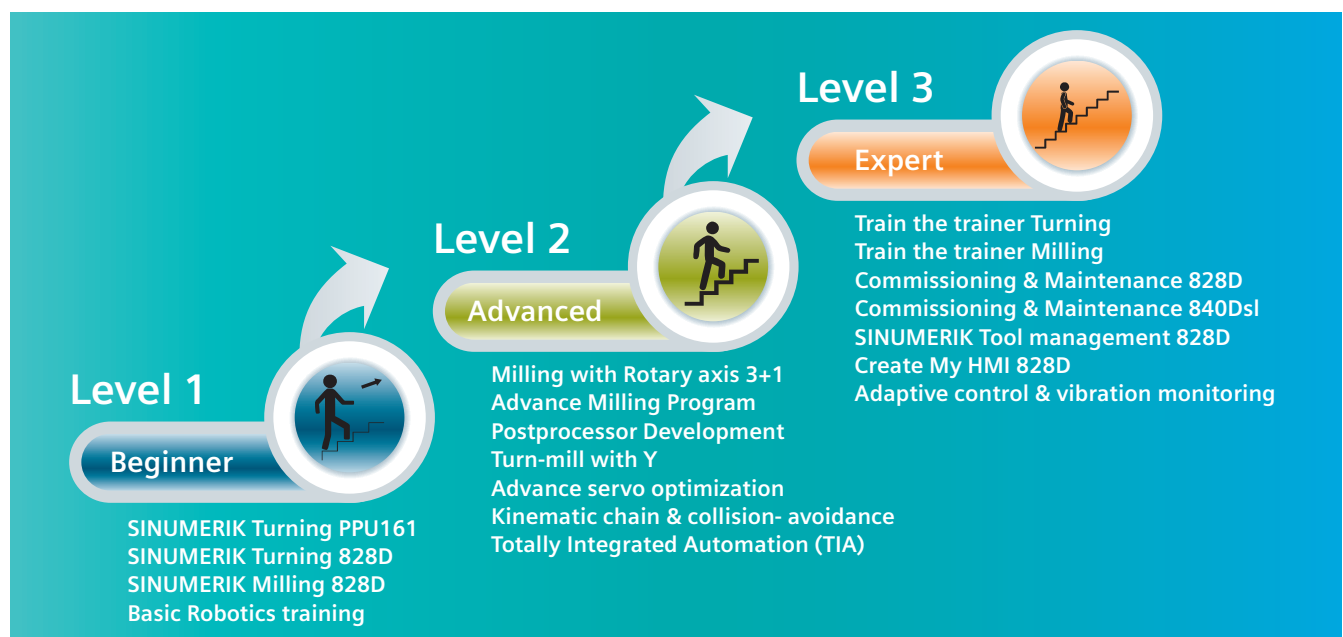 Level 1
Beginner
SINUMERIK Turning PPU161
SINUMERIK Turning 828D
SINUMERIK Milling 828D
Basic Robotics training
Level 2
Advanced
Milling with Rotary axis 3+1
Advance Milling Program
Postprocessor Development
Turn-mill with Y
Advance servo optimization
Kinematic chain & collision- avoidance
Totally Integrated Automation (TIA)
Level 3
Expert
Train the trainer Turning
Train the trainer Milling
Commissioning & Maintenance 828D
Commissioning & Maintenance 840Dsl
SINUMERIK Tool management 828D
Create My HMI 828D
Adaptive control & vibration monitoring